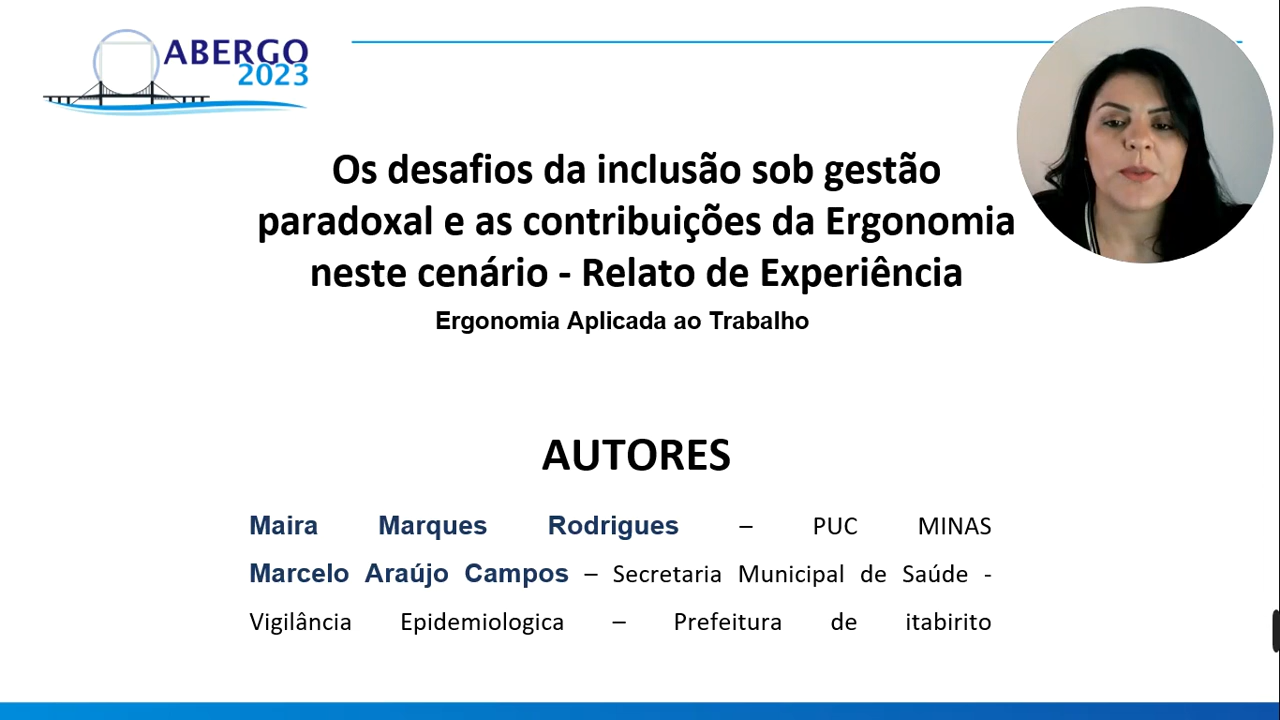 ABERGO
2023
Os desafios da inclusão sob gestão
paradoxal e as contribuições da Ergonomia
neste cenário - Relato de Experiência
Ergonomia Aplicada ao Trabalho
AUTORES
Maira Marques Rodrigues – PUC MINAS
Marcelo Araújo Campos – Secretaria Municipal de Saúde -
Vigilância Epidemiologica – Prefeitura de itabirito